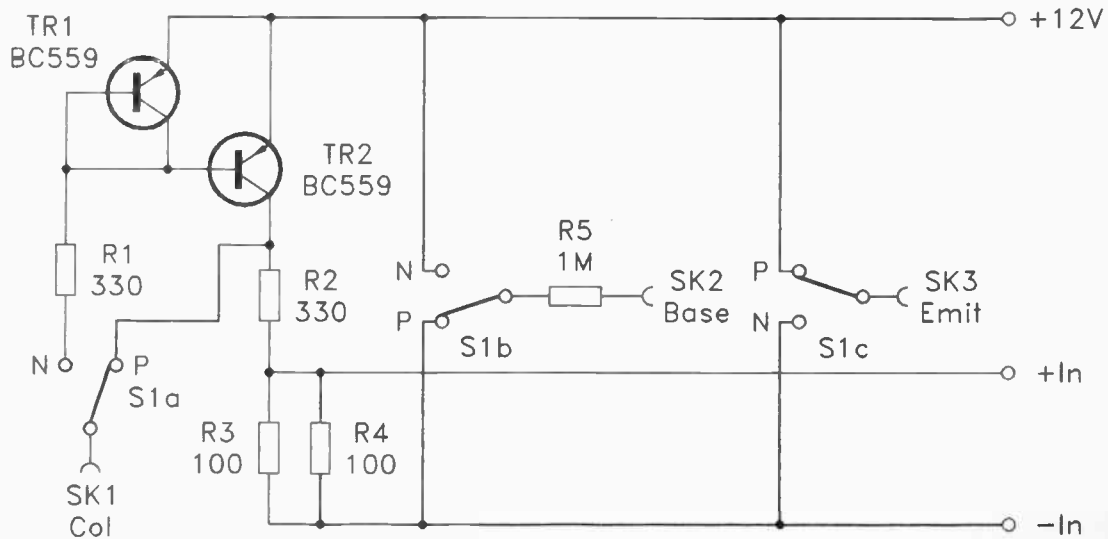 TR1
BC559
+12V
TR2
BC559
R1
330
R2
330
N
P
S1a
SK1
Col
R3
100
R4
100
N
P
S1b
R5
1M
SK2
Base
P
N
S1c
SK3
Emit
+In
−In